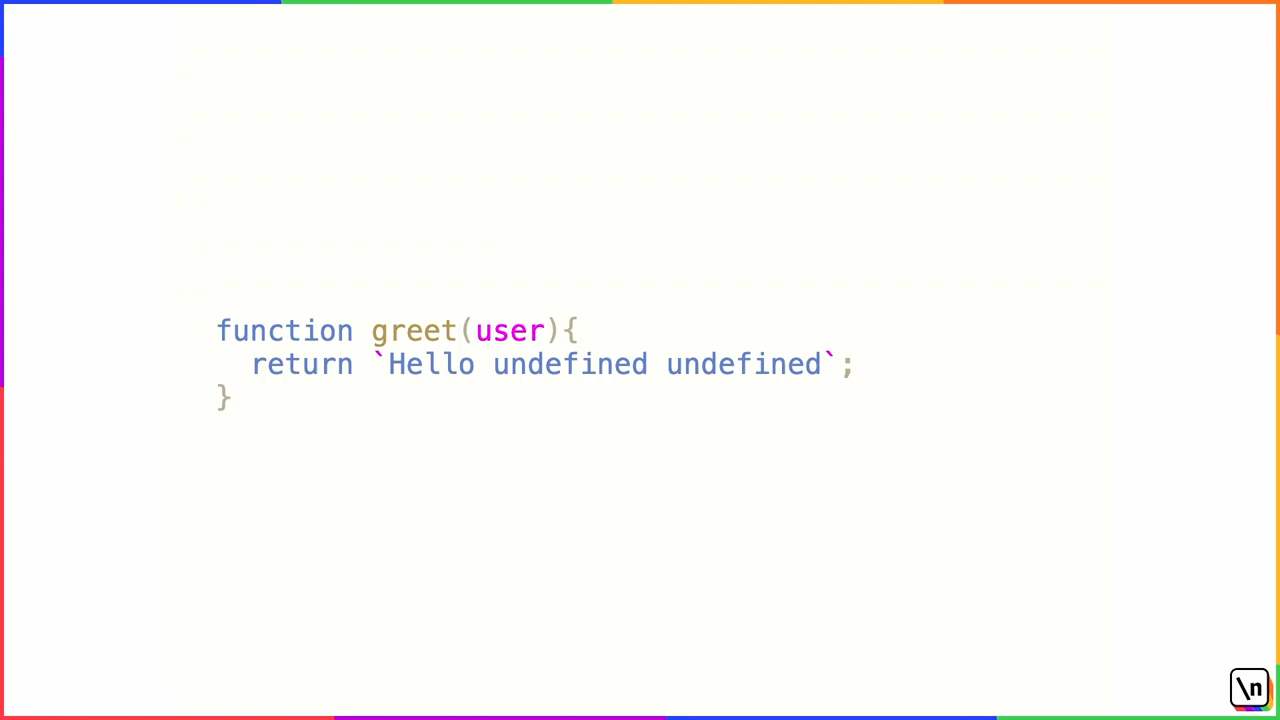 function greet(user){
  return `Hello undefined undefined`;
}
\n